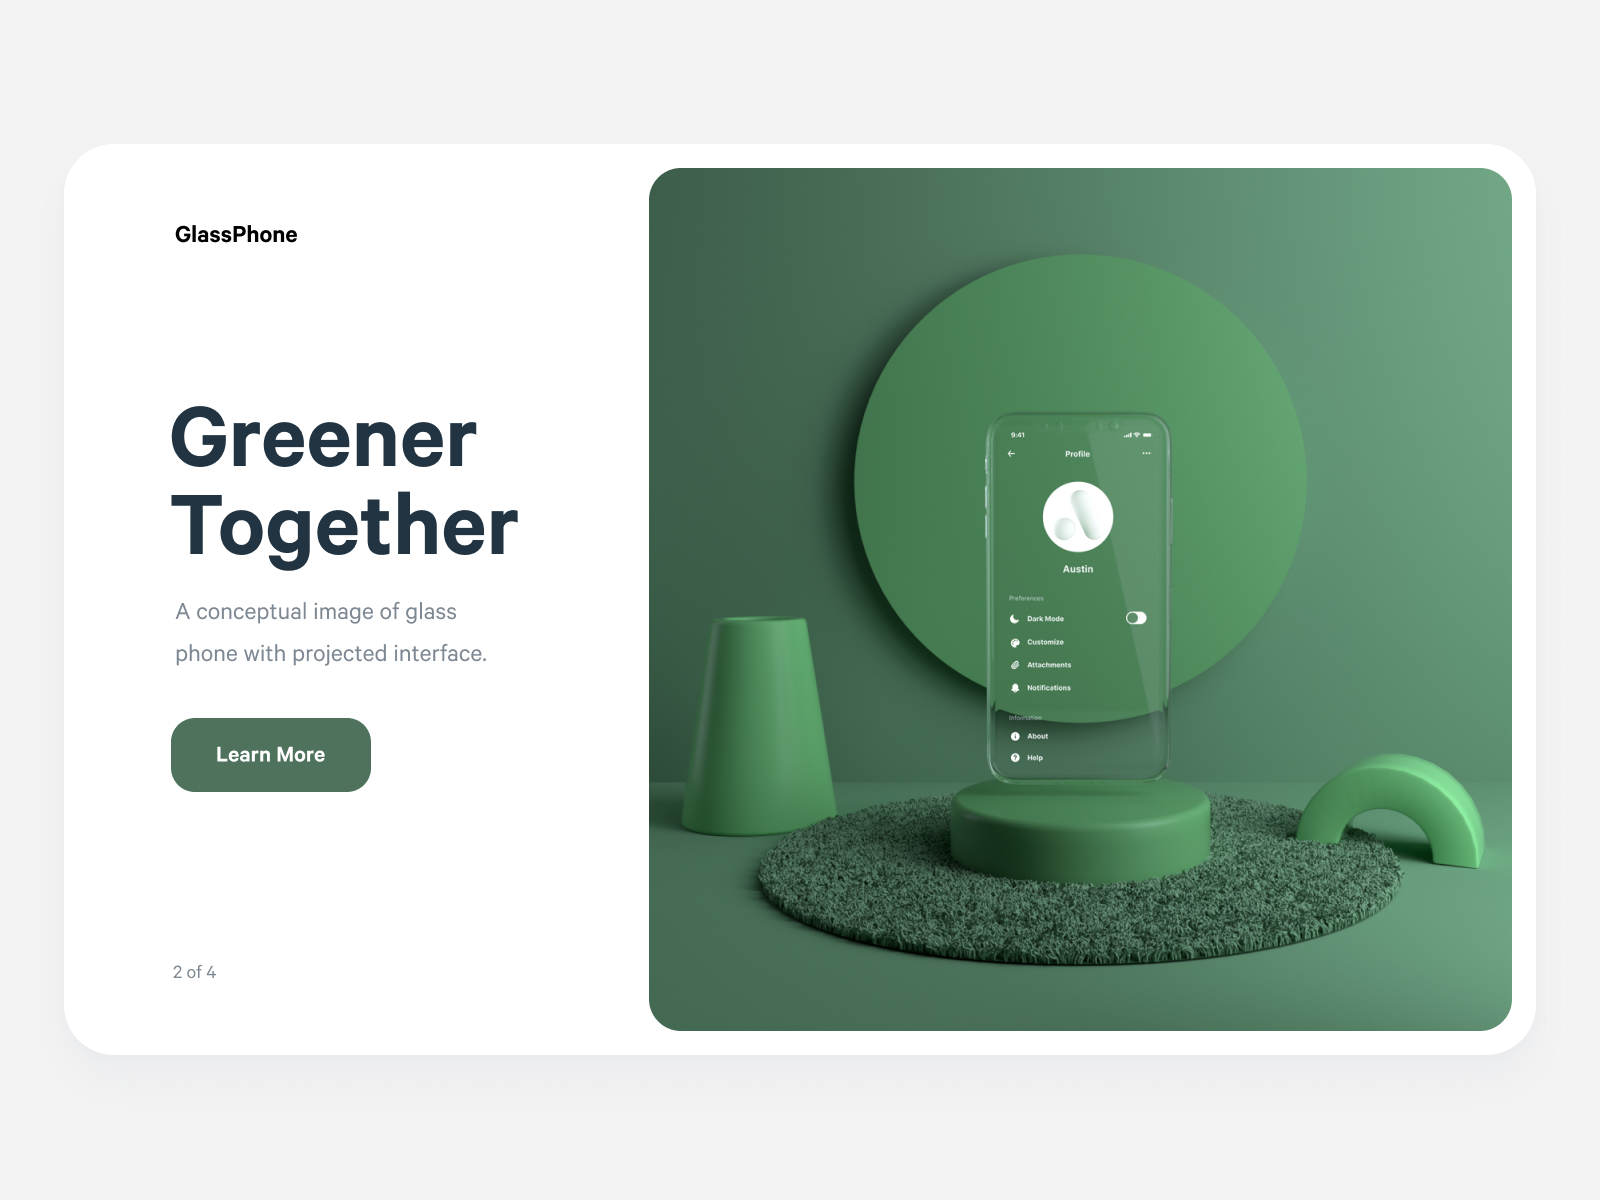 GlassPhone
Greener
Together
A conceptual image of glass
phone with projected interface.
Learn More
2 of 4
9:41
Profile
Austin
Preferences
Dark Mode
Customize
Attachments
Notifications
Information
About
Help